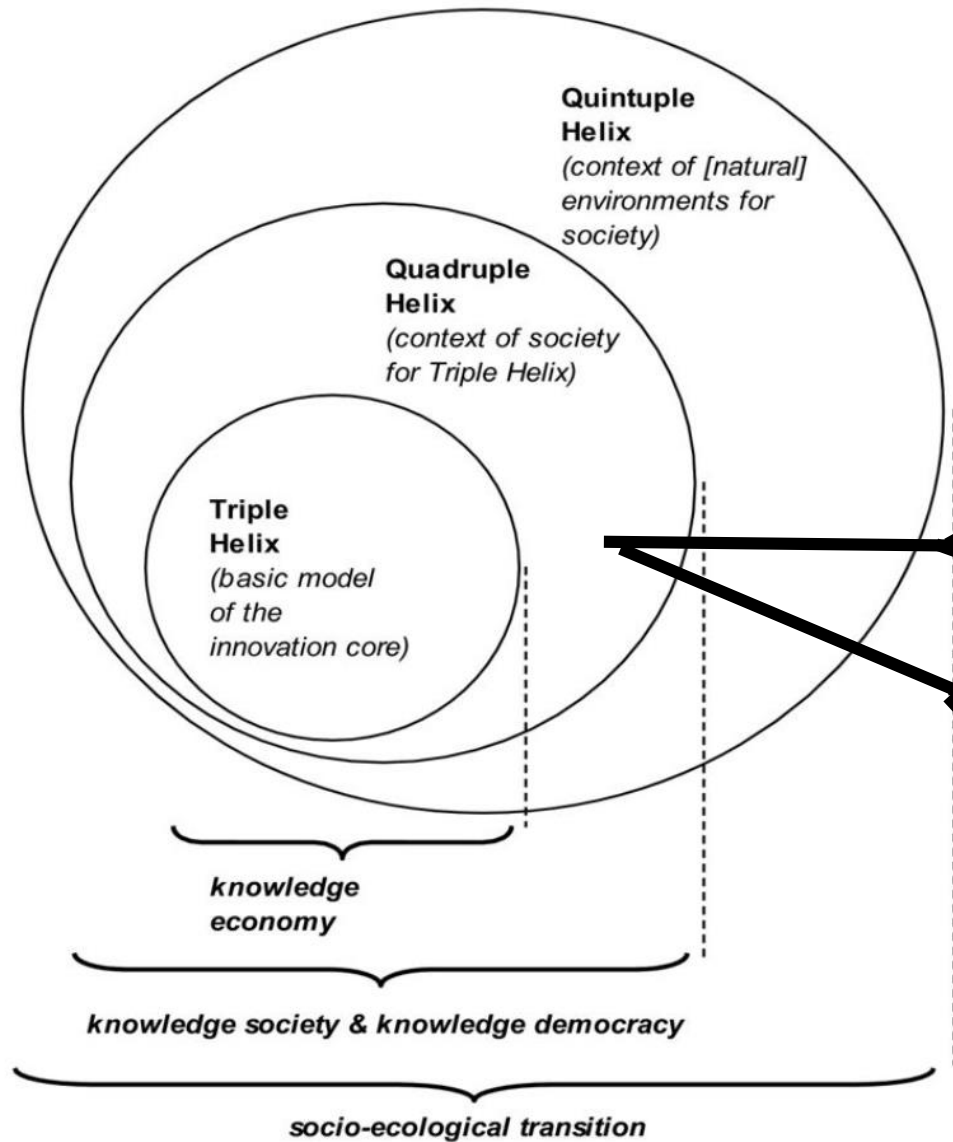 Quintuple
Helix
(context of [natural]
environments for
society)
Quadruple
Helix
(context of society
for Triple Helix)
Triple
Helix
(basic model
of the
innovation core)
knowledge
economy
knowledge society & knowledge democracy
socio-ecological transition